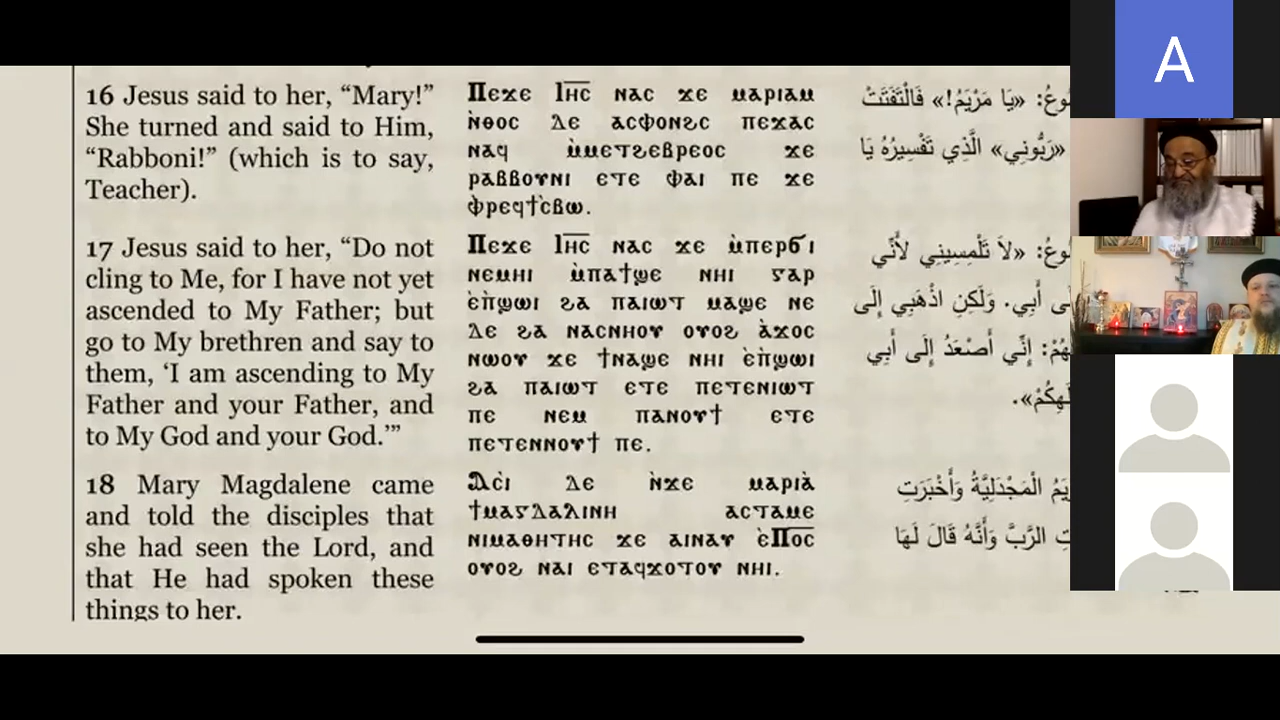 16 Jesus said to her, “Mary!”
She turned and said to Him,
“Rabboni!” (which is to say,
Teacher).
17 Jesus said to her, “Do not
cling to Me, for I have not yet
ascended to My Father; but
go to My brethren and say to
them, ‘I am ascending to My
Father and your Father, and
to My God and your God.’”
18 Mary Magdalene came
and told the disciples that
she had seen the Lord, and
that He had spoken these
things to her.
Ⲡⲉϫⲉ Ⲓⲏ̅ⲥ̅ ⲛⲁⲥ ϫⲉ ⲙⲁⲣⲓⲁⲙ
ⲛ̀ⲑⲟⲥ ⲇⲉ ⲁⲥⲫⲟⲛϩⲥ ⲡⲉϫⲁⲥ
ⲛⲁϥ ⲙ̀ⲙⲉⲧϩⲉⲃⲣⲉⲟⲥ ϫⲉ
ⲣⲁⲃⲃⲟⲩⲛⲓ ⲉⲧⲉ ⲫⲁⲓ ⲡⲉ ϫⲉ
ⲫ̀ⲣⲉϥϯⲥⲃⲱ.
Ⲡⲉϫⲉ Ⲓⲏ̅ⲥ̅ ⲛⲁⲥ ϫⲉ ⲙ̀ⲡⲉⲣϭⲓ
ⲛⲉⲙⲏⲓ ⲙ̀ⲡⲁϯϣⲉ ⲛⲏⲓ ⲅⲁⲣ
ⲉ̀ⲡ̀ϣⲱⲓ ϩⲁ ⲡⲁⲓⲱⲧ ⲙⲁϣⲉ ⲛⲉ
ⲇⲉ ϩⲁ ⲛⲁⲥⲛⲏⲟⲩ ⲟⲩⲟϩ ⲁ̀ϫⲟⲥ
ⲛⲱⲟⲩ ϫⲉ ϯⲛⲁϣⲉ ⲛⲏⲓ ⲉ̀ⲡ̀ϣⲱⲓ
ϩⲁ ⲡⲁⲓⲱⲧ ⲉⲧⲉ ⲡⲉⲧⲉⲛⲓⲱⲧ
ⲡⲉ ⲛⲉⲙ ⲡⲁⲛⲟⲩϯ ⲉⲧⲉ
ⲡⲉⲧⲉⲛⲛⲟⲩϯ ⲡⲉ.
Ⲁⲥⲓ̀ ⲇⲉ ⲛ̀ϫⲉ ⲙⲁⲣⲓⲁ̀
ϯⲙⲁⲅⲇⲁⲗⲓⲛⲏ ⲁⲥⲧⲁⲙⲉ
ⲛⲓⲙⲁⲑⲏⲧⲏⲥ ϫⲉ ⲁⲓⲛⲁⲩ ⲉ̀Ⲡⲟ̅ⲥ̅
ⲟⲩⲟϩ ⲛⲁⲓ ⲉⲧⲁϥϫⲟⲧⲟⲩ ⲛⲏⲓ.
«يَا مَرْيَمُ!» فَالْتَفَتَتْ
«رَبُّونِي» الَّذِي تَفْسِيرُهُ يَا
«لاَ تَلْمِسِينِي لأَنِّي
أَبِي. وَلَكِنِ اذْهَبِي إِلَى
إِنِّي أَصْعَدُ إِلَى أَبِي
الْمَجْدَلِيَّةُ وَأَخْبَرَتِ
الرَّبَّ وَأَنَّهُ قَالَ لَهَا
A